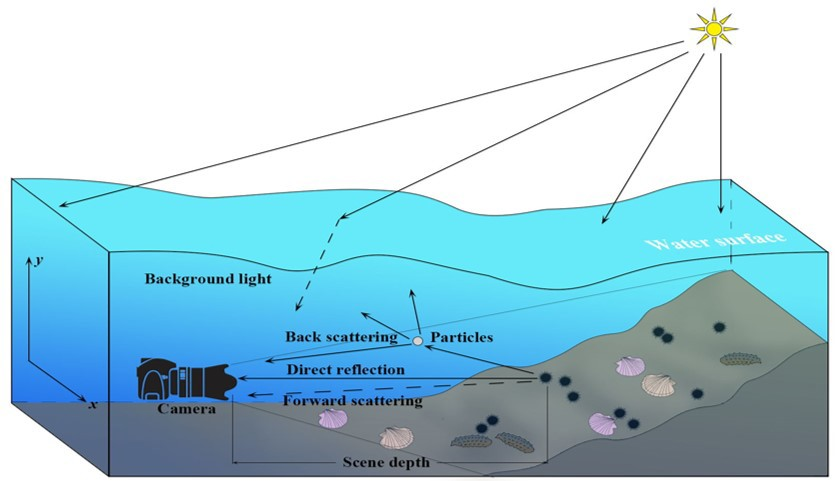 Water surface
y
Background light
Back scattering
Particles
Direct reflection
Forward scattering
x
Camera
Scene depth